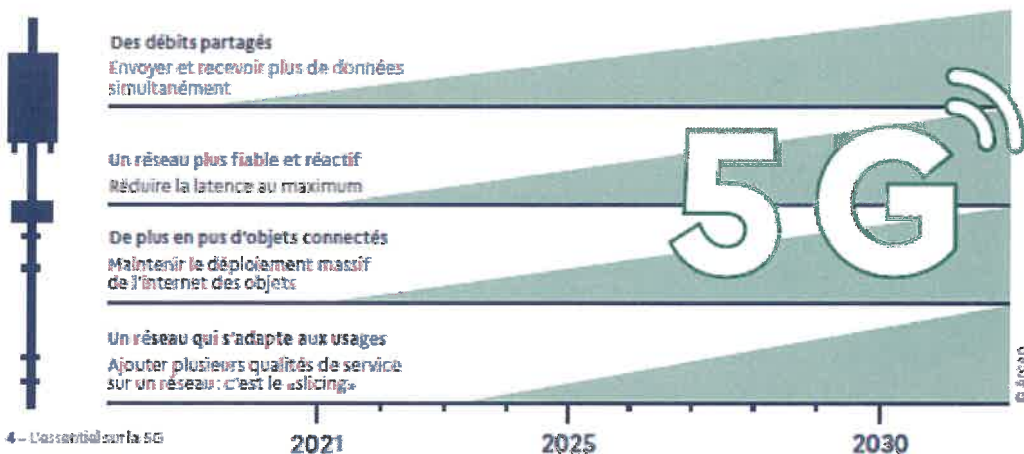 Des débits partagés
Envoyer et recevoir plus de données
simultanément
Un réseau plus fiable et réactif
Réduire la latence au maximum
De plus en pus d'objets connectés
Maintenir le déploiement massif
de l'internet des objets
Un réseau qui s'adapte aux usages
Ajouter plusieurs qualités de service
sur un réseau: c'est le «slicing»
5G
4 – L'essentiel sur la 5G
2021
2025
2030